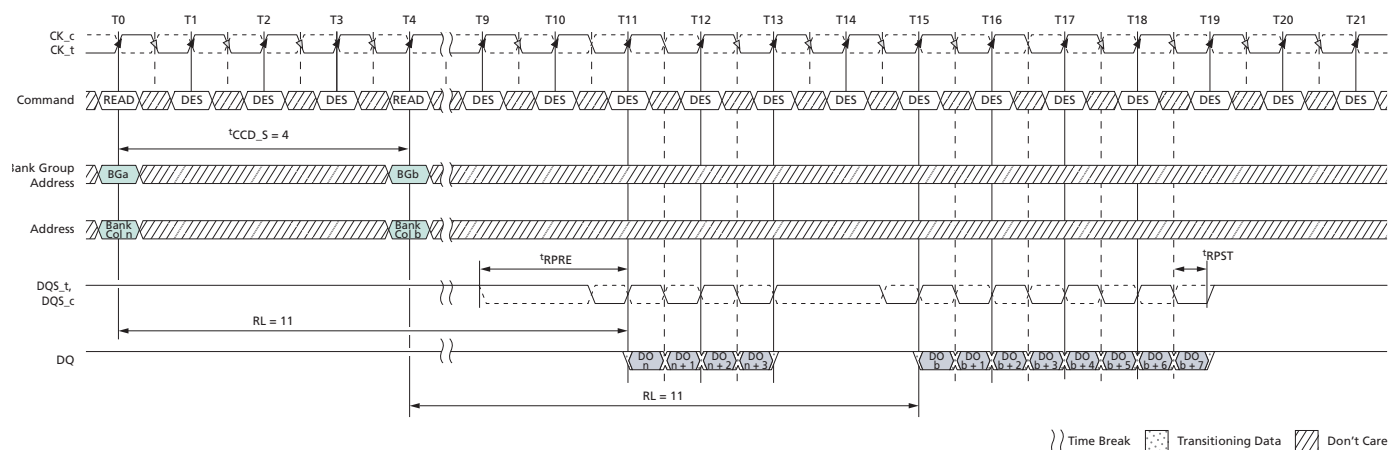 T0 T1 T2 T3 T4 T9 T10 T11 T12 T13 T14 T15 T16 T17 T18 T19 T20 T21
CK_c
CK_t
Command READ DES DES DES READ DES DES DES DES DES DES DES DES DES DES DES DES DES
tCCD_S = 4
Bank Group
Address
BGa BGb
Address
Bank
Col n
Bank
Col b
tRPRE
tRPST
DQS_t,
DQS_c
RL = 11
DQ
DO
n
DO
n + 1
DO
n + 2
DO
n + 3
DO
b
DO
b + 1
DO
b + 2
DO
b + 3
DO
b + 4
DO
b + 5
DO
b + 6
DO
b + 7
RL = 11
Time Break Transitioning Data Don't Care